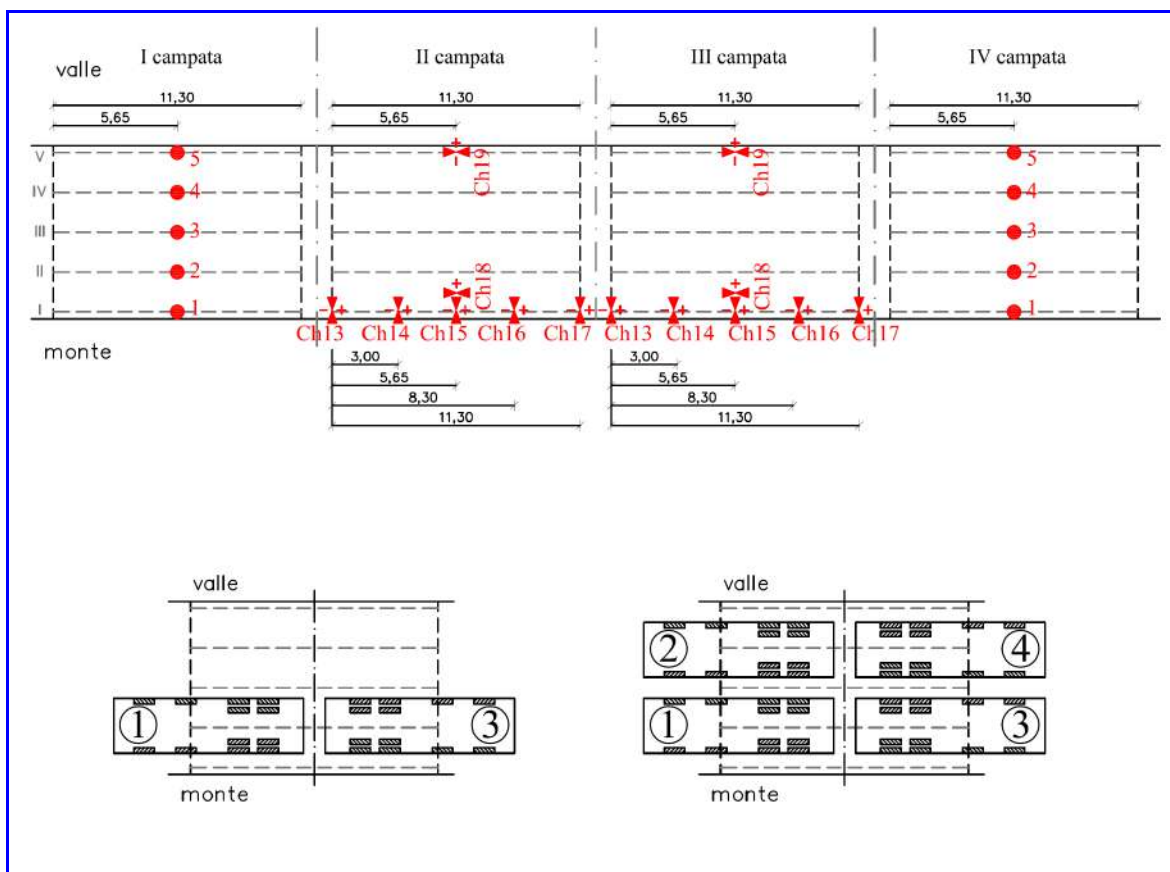 I campata II campata III campata IV campata
valle
11,30 11,30 11,30 11,30
5,65 5,65 5,65 5,65
V 5 + - Ch19 + - Ch19 5
IV 4 4
III 3 3
II 2 + Ch18 + Ch18 2
I 1 - + - + - + - + - + - + - + - + - + - + 1
Ch13 Ch14 Ch15 Ch16 Ch17 Ch13 Ch14 Ch15 Ch16 Ch17
monte
3,00 3,00
5,65 5,65
8,30 8,30
11,30 11,30
valle
1 3
monte
valle
2 4
1 3
monte